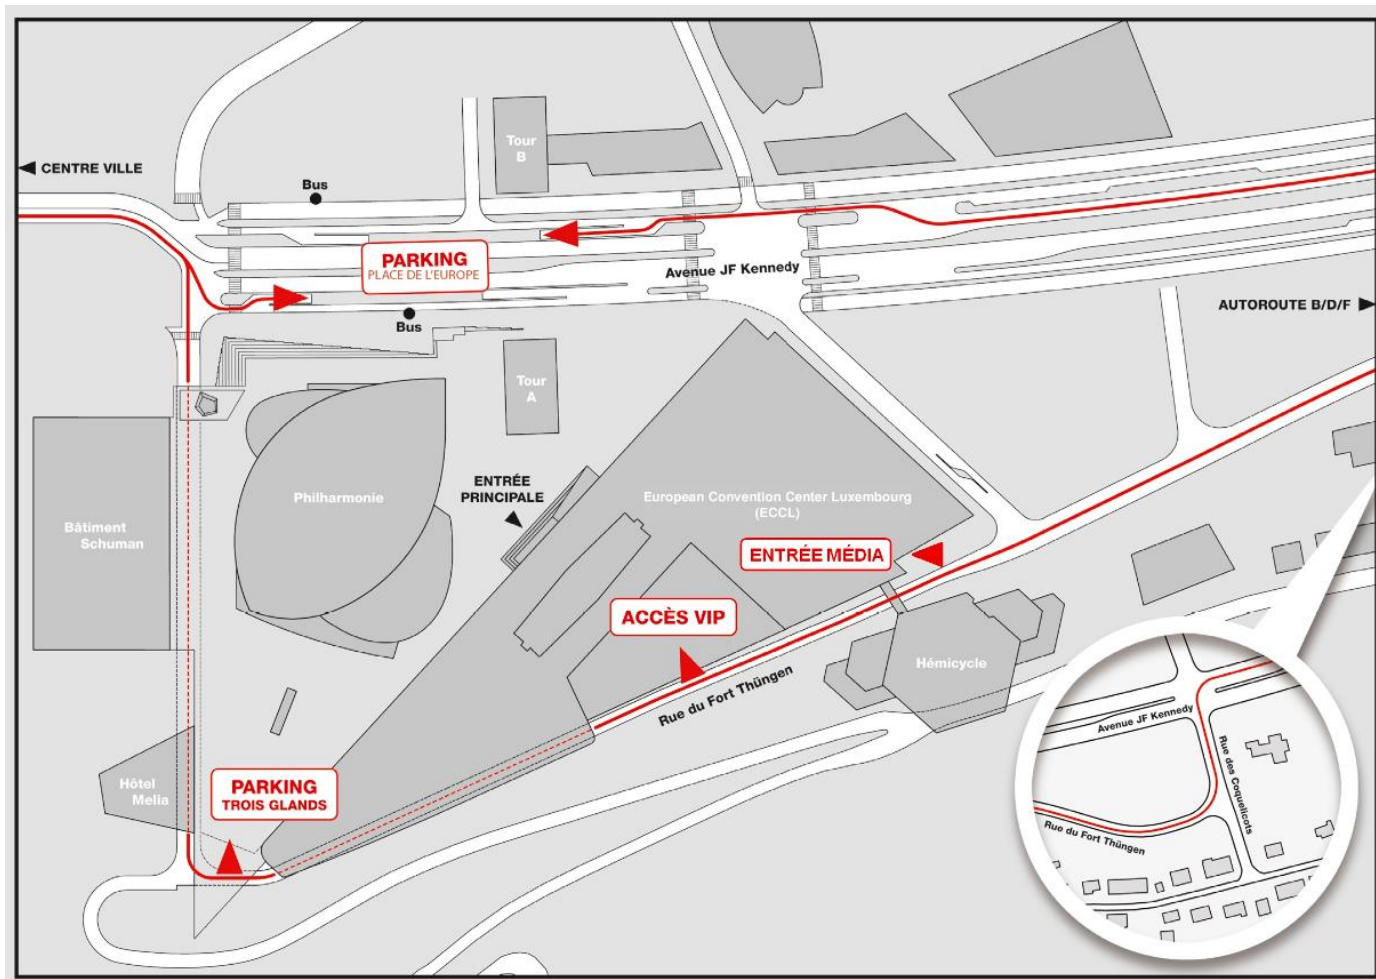 CENTRE VILLE
Bus
Tour
B
PARKING
PLACE DE L'EUROPE
Avenue JF Kennedy
AUTOROUTE B/D/F
Bus
Tour
A
ENTRÉE
PRINCIPALE
Philharmonie
European Convention Center Luxembourg
(ECCL)
Bâtiment
Schuman
ENTRÉE MÉDIA
ACCÈS VIP
Hémicycle
Rue du Fort Thüngen
Hôtel
Melia
PARKING
TROIS GLANDS
Avenue JF Kennedy
Rue des Coquelicots
Rue du Fort Thüngen